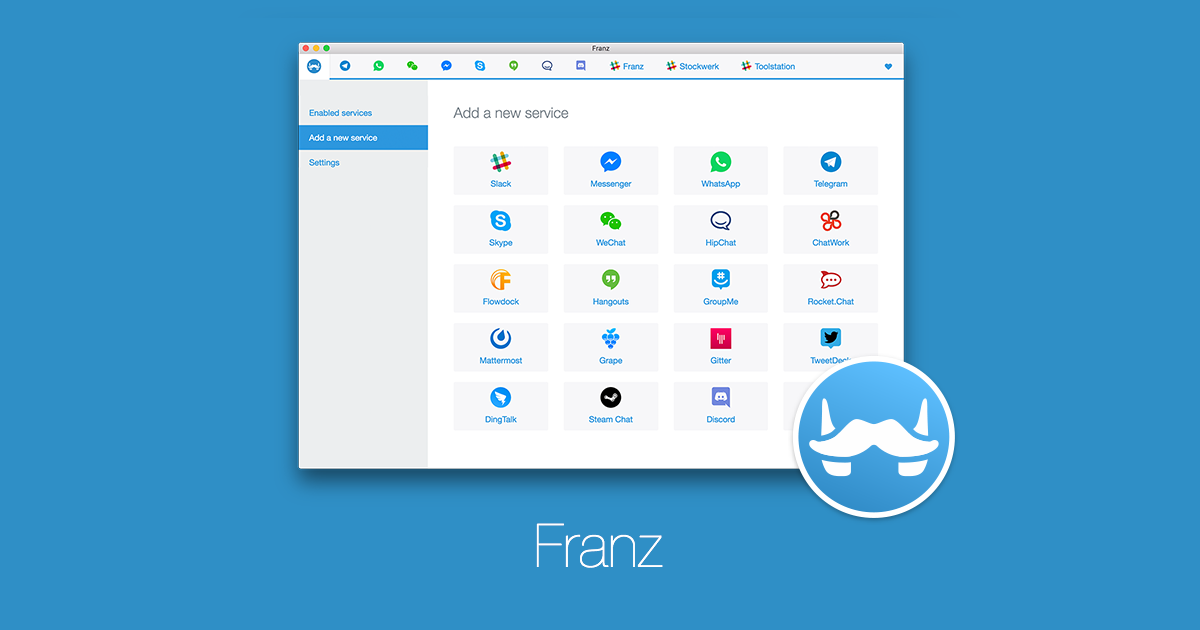 Franz
Franz Stockwerk Toolstation
Enabled services
Add a new service
Settings
Add a new service
Slack Messenger WhatsApp Telegram
Skype WeChat HipChat ChatWork
Flowdock Hangouts GroupMe Rocket.Chat
Mattermost Grape Gitter TweetDeck
DingTalk Steam Chat Discord
Franz